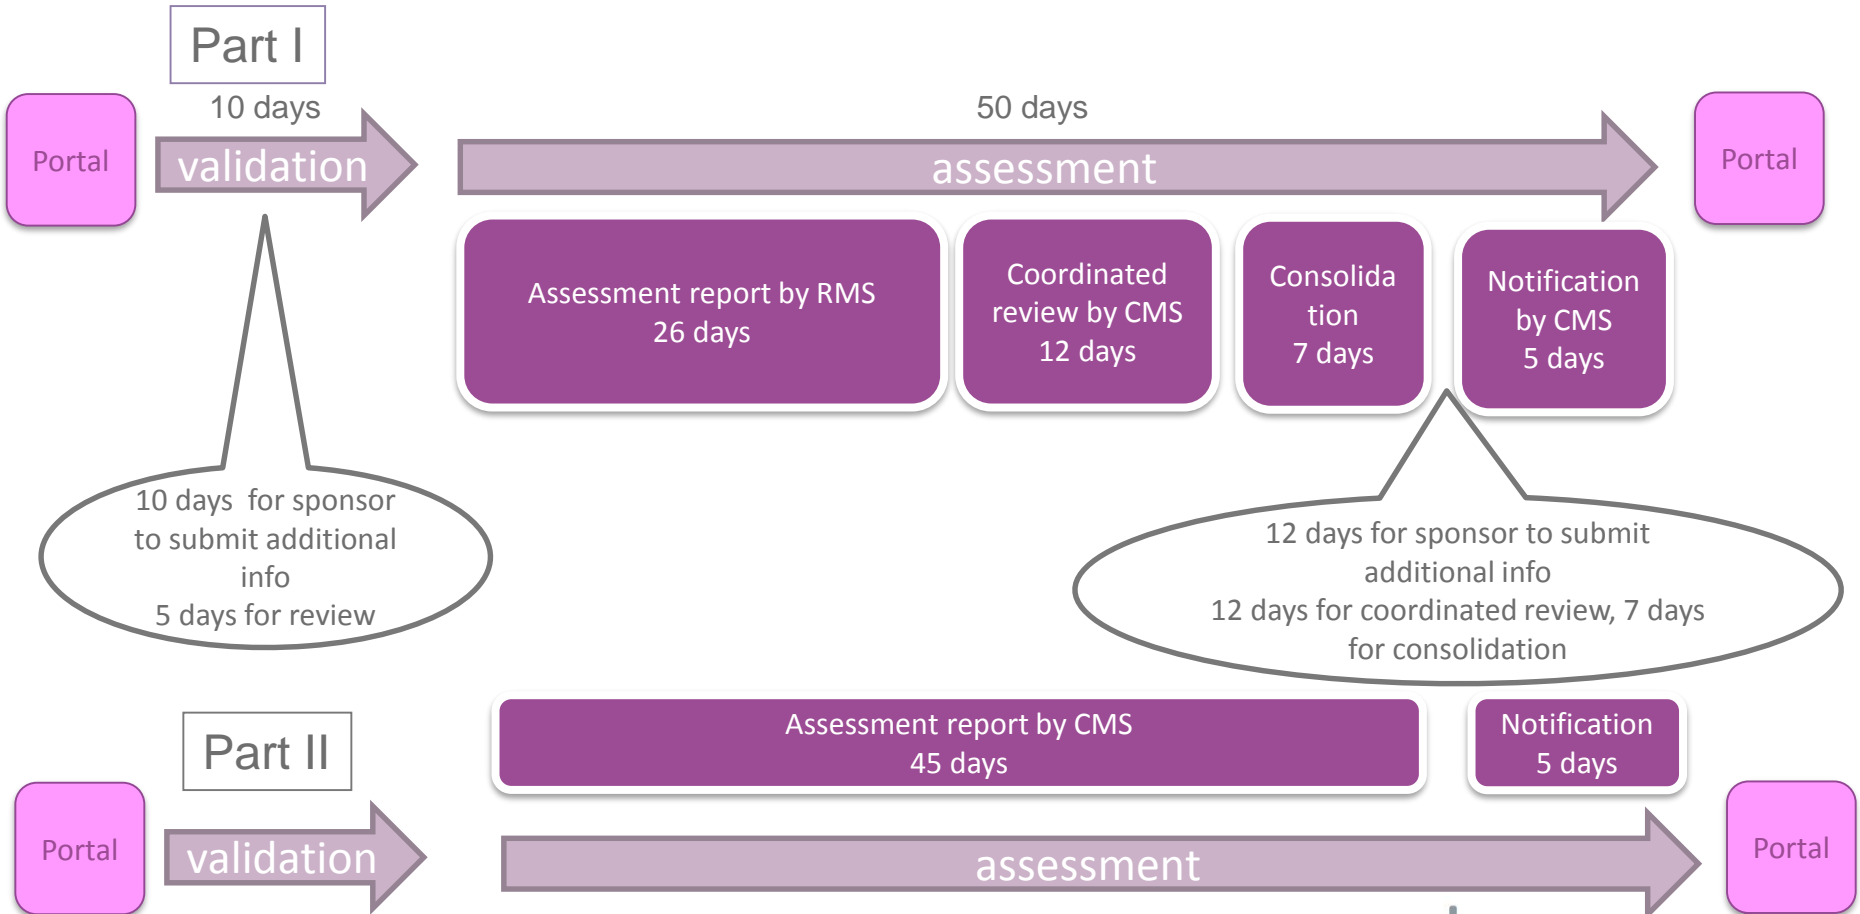 Part I
10 days
50 days
Portal
validation
assessment
Portal
Assessment report by RMS
26 days
Coordinated
review by CMS
12 days
Consolida
tion
7 days
Notification
by CMS
5 days
10 days for sponsor
to submit additional
info
5 days for review
12 days for sponsor to submit
additional info
12 days for coordinated review, 7 days
for consolidation
Part II
Assessment report by CMS
45 days
Notification
5 days
Portal
validation
assessment
Portal